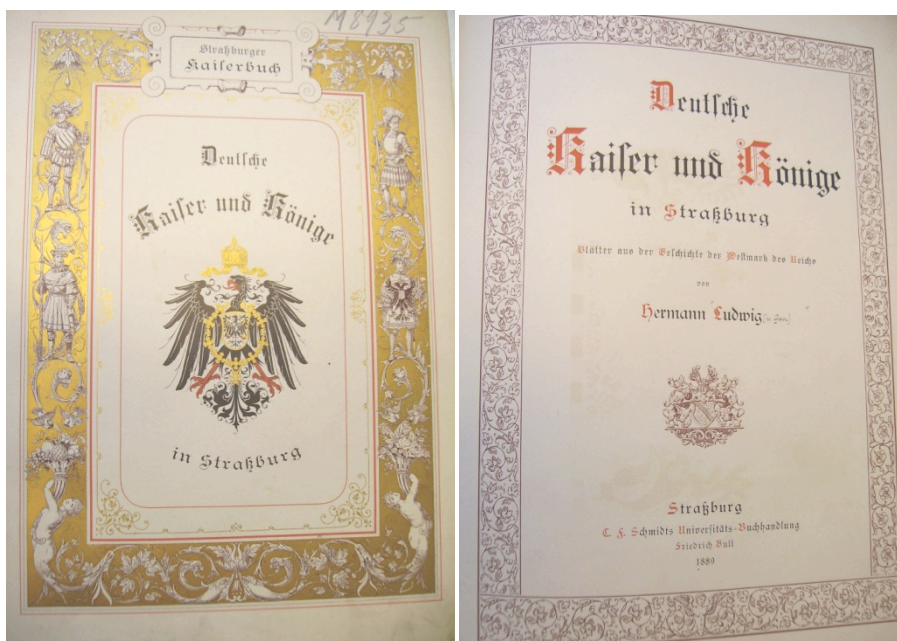 M8935
Straßburger
Kaiserbuch
Deutsche
Kaiser und Könige
in Straßburg
Deutsche
Kaiser und Könige
in Straßburg
Blätter aus der Geschichte der Westmark des Reichs
von
Hermann Ludwig
Straßburg
C. F. Schmidts Universitäts-Buchhandlung
Friedrich Bull
1889